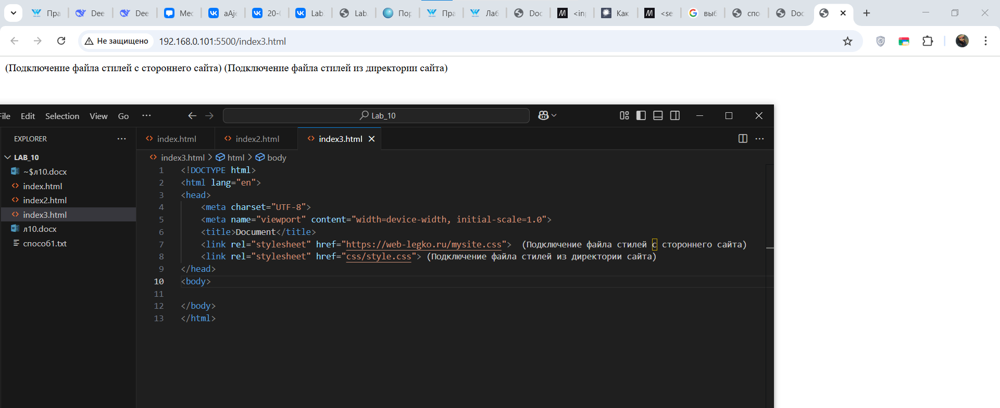 Пра
Dee
Dee
Мес
aAje
20-
Lab
Lab.
Пор
Пра
Лаб
Doc
<in
Как
<se
выб
спо
Doc
Не защищено
192.168.0.101:5500/index3.html
(Подключение файла стилей с стороннего сайта) (Подключение файла стилей из директории сайта)
File Edit Selection View Go ···
Lab_10
EXPLORER
index.html
index2.html
index3.html
LAB_10
~$л10.docx
index.html
index2.html
index3.html
л10.docx
способ1.txt
index3.html > html > body
1 <!DOCTYPE html>
2 <html lang="en">
3 <head>
4 <meta charset="UTF-8">
5 <meta name="viewport" content="width=device-width, initial-scale=1.0">
6 <title>Document</title>
7 <link rel="stylesheet" href="https://web-legko.ru/mysite.css"> (Подключение файла стилей с стороннего сайта)
8 <link rel="stylesheet" href="css/style.css"> (Подключение файла стилей из директории сайта)
9 </head>
10 <body>
11
12 </body>
13 </html>